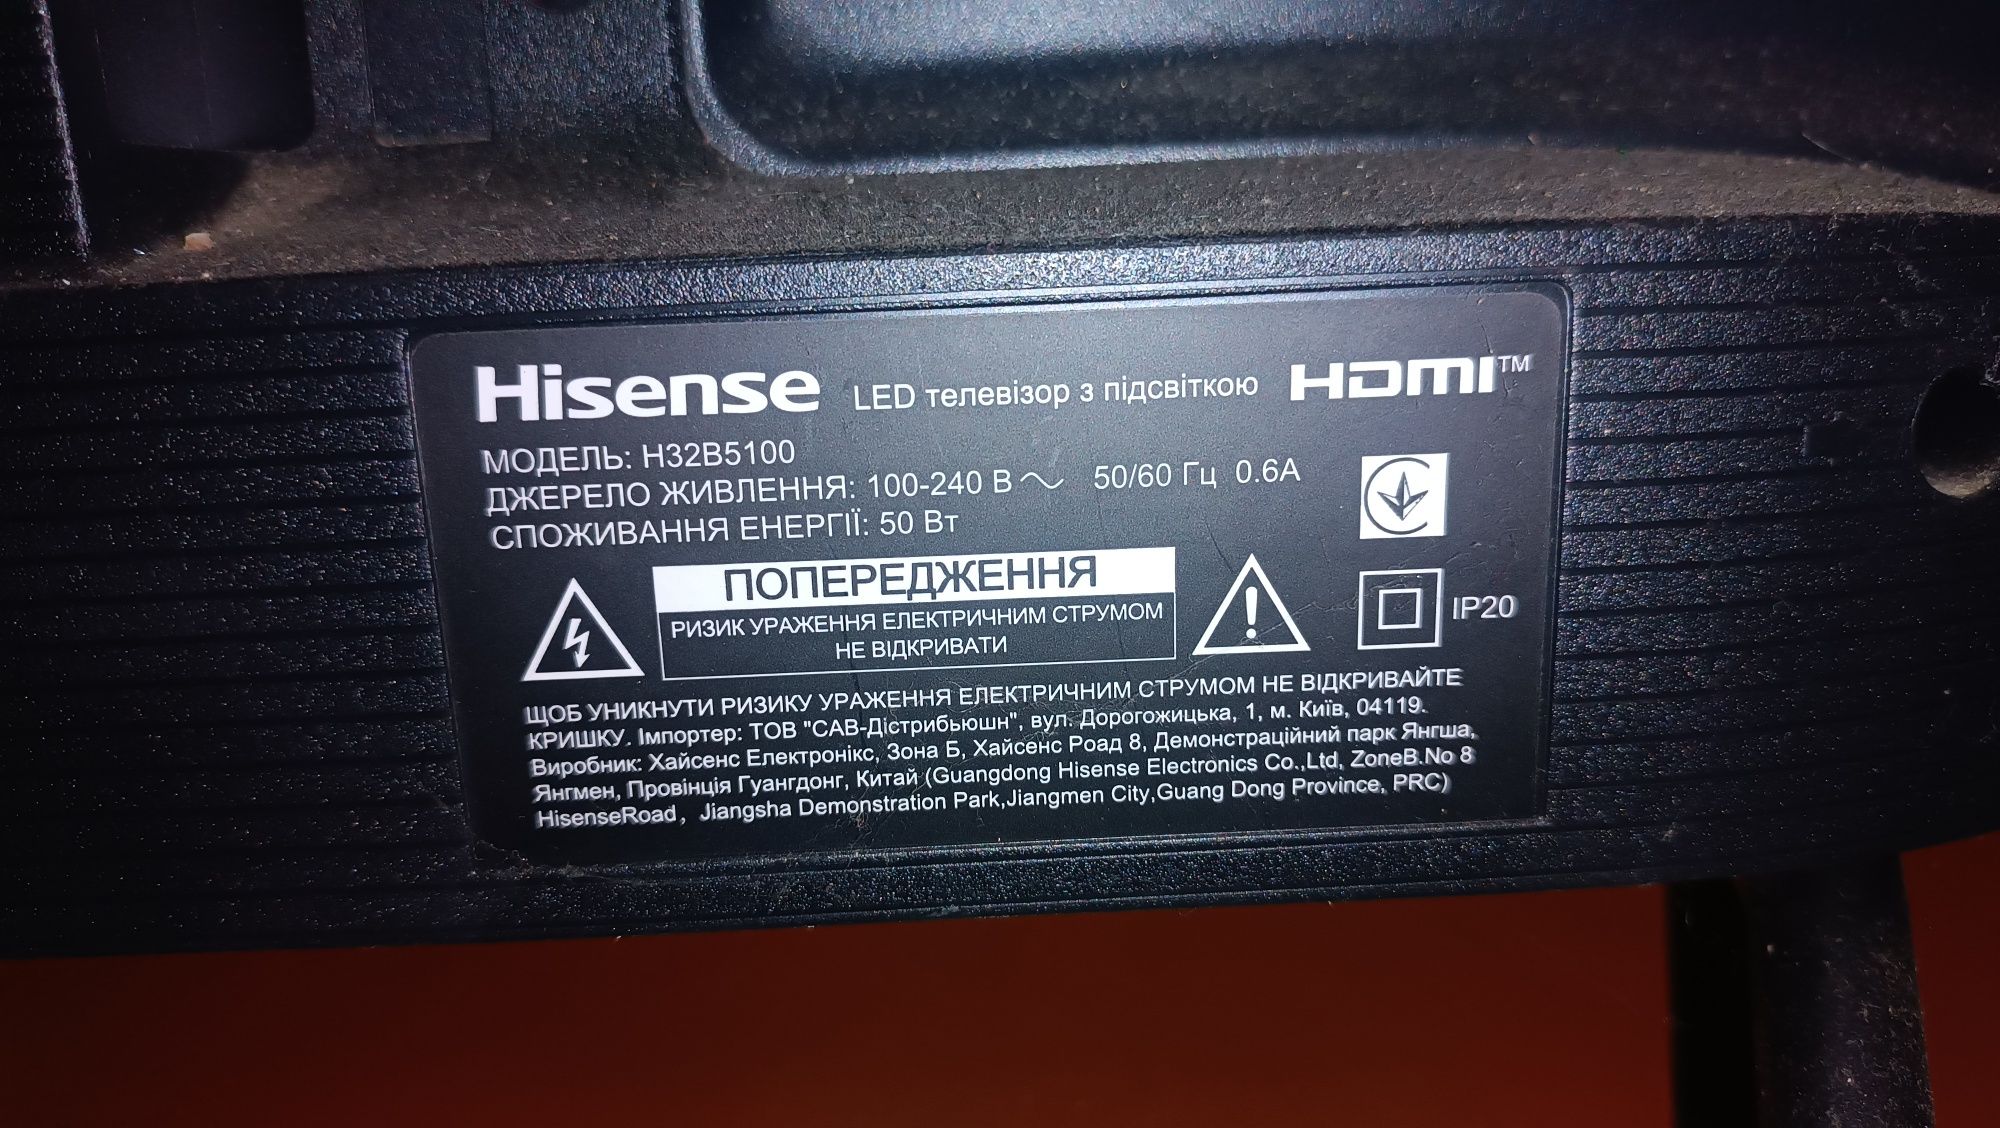 Hisense LED телевізор з підсвіткою HDMI™
МОДЕЛЬ: H32B5100
ДЖЕРЕЛО ЖИВЛЕННЯ: 100-240 В ~ 50/60 Гц 0.6А
СПОЖИВАННЯ ЕНЕРГІЇ: 50 Вт
ПОПЕРЕДЖЕННЯ
РИЗИК УРАЖЕННЯ ЕЛЕКТРИЧНИМ СТРУМОМ
НЕ ВІДКРИВАТИ
IP20
ЩОБ УНИКНУТИ РИЗИКУ УРАЖЕННЯ ЕЛЕКТРИЧНИМ СТРУМОМ НЕ ВІДКРИВАЙТЕ
КРИШКУ. Імпортер: ТОВ "САВ-Дістрибьюшн", вул. Дорогожицька, 1, м. Київ, 04119.
Виробник: Хайсенс Електронікс, Зона Б, Хайсенс Роад 8, Демонстраційний парк Янгша,
Янгмен, Провінція Гуангдонг, Китай (Guangdong Hisense Electronics Co.,Ltd, ZoneB.No 8
HisenseRoad, Jiangsha Demonstration Park,Jiangmen City,Guang Dong Province, PRC)